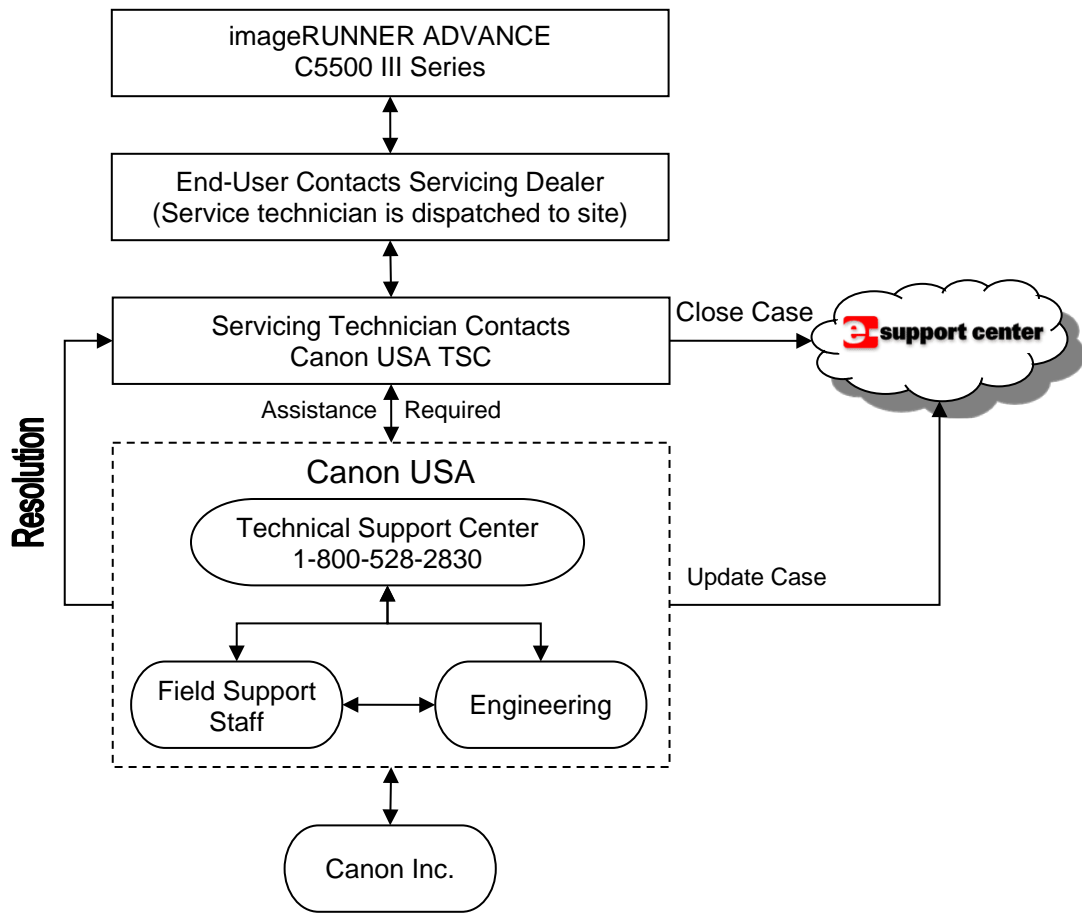 imageRUNNER ADVANCE
C5500 III Series
End-User Contacts Servicing Dealer
(Service technician is dispatched to site)
Servicing Technician Contacts
Canon USA TSC
Close Case
e-support center
Assistance Required
Resolution
Canon USA
Technical Support Center
1-800-528-2830
Update Case
Field Support
Staff
Engineering
Canon Inc.